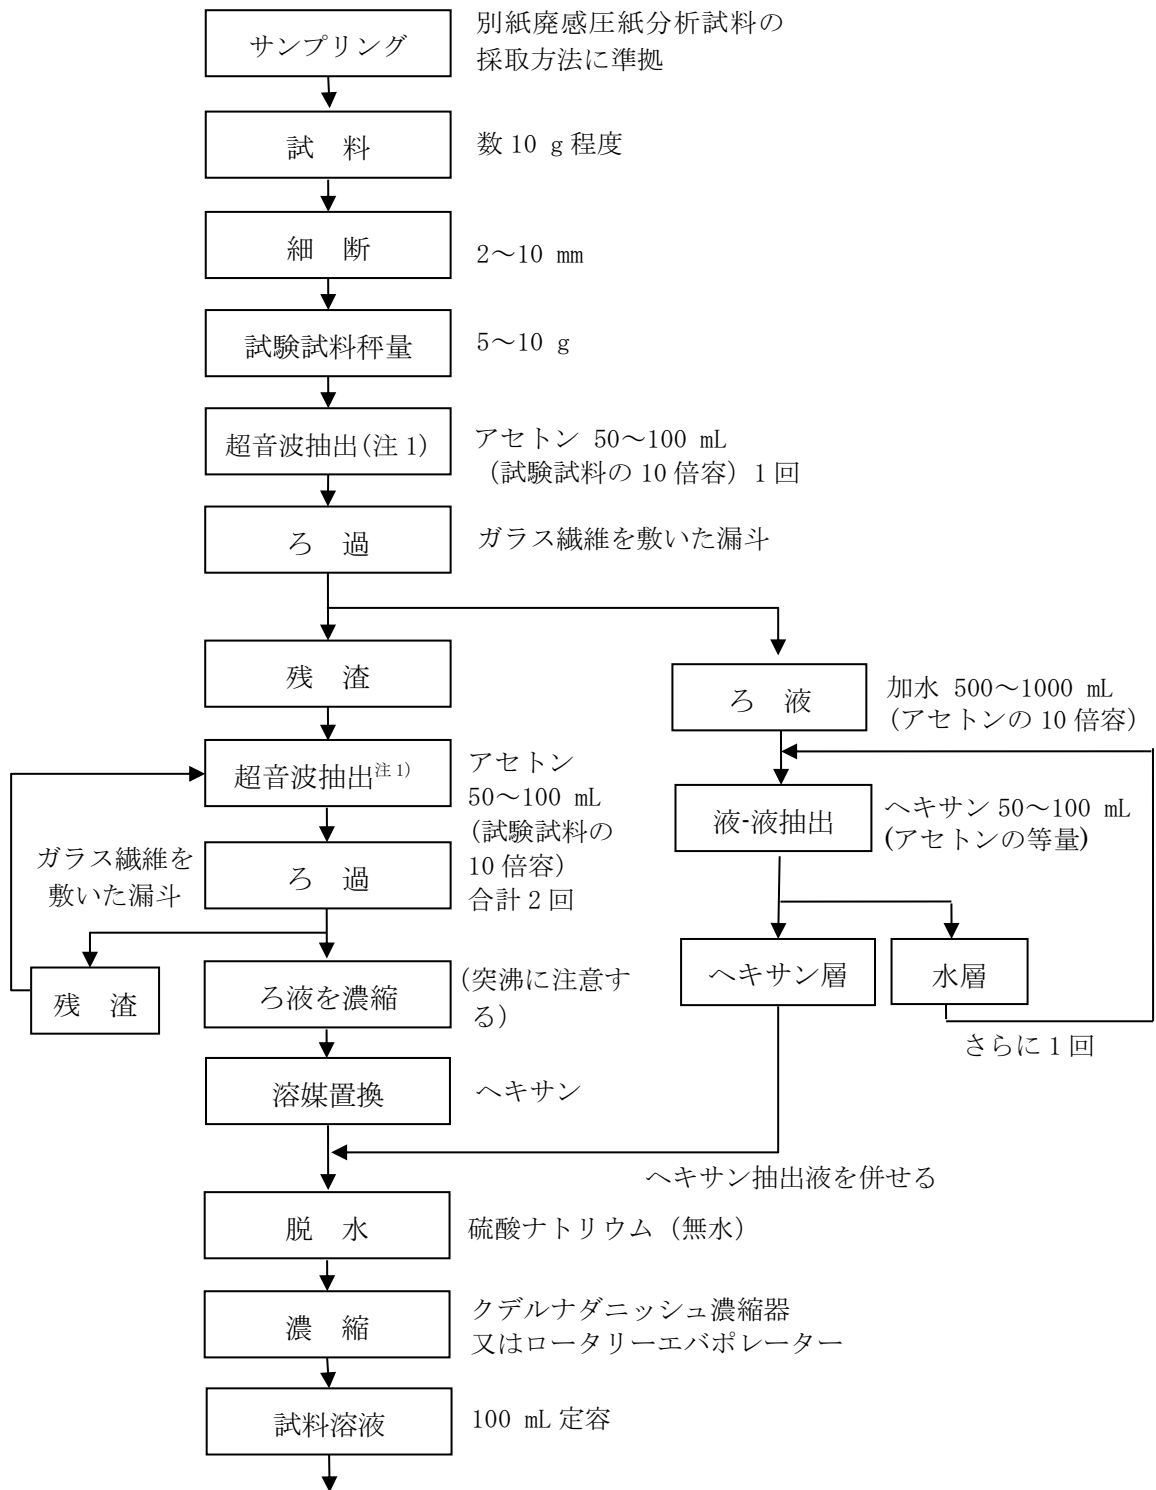 サンプリング
別紙廃感圧紙分析試料の
採取方法に準拠
試　料
数 10 g 程度
細　断
2～10 mm
試験試料秤量
5～10 g
超音波抽出(注 1)
アセトン 50～100 mL
（試験試料の 10 倍容）1 回
ろ　過
ガラス繊維を敷いた漏斗
残　渣
ろ　液
加水 500～1000 mL
（アセトンの 10 倍容）
超音波抽出注 1)
アセトン
50～100 mL
（試験試料の
10 倍容）
合計 2 回
液-液抽出
ヘキサン 50～100 mL
(アセトンの等量)
ガラス繊維を
敷いた漏斗
ろ　過
残　渣
ろ液を濃縮
(突沸に注意す
る)
ヘキサン層
水層
さらに 1 回
溶媒置換
ヘキサン
ヘキサン抽出液を併せる
脱　水
硫酸ナトリウム（無水）
濃　縮
クデルナダニッシュ濃縮器
又はロータリーエバポレーター
試料溶液
100 mL 定容